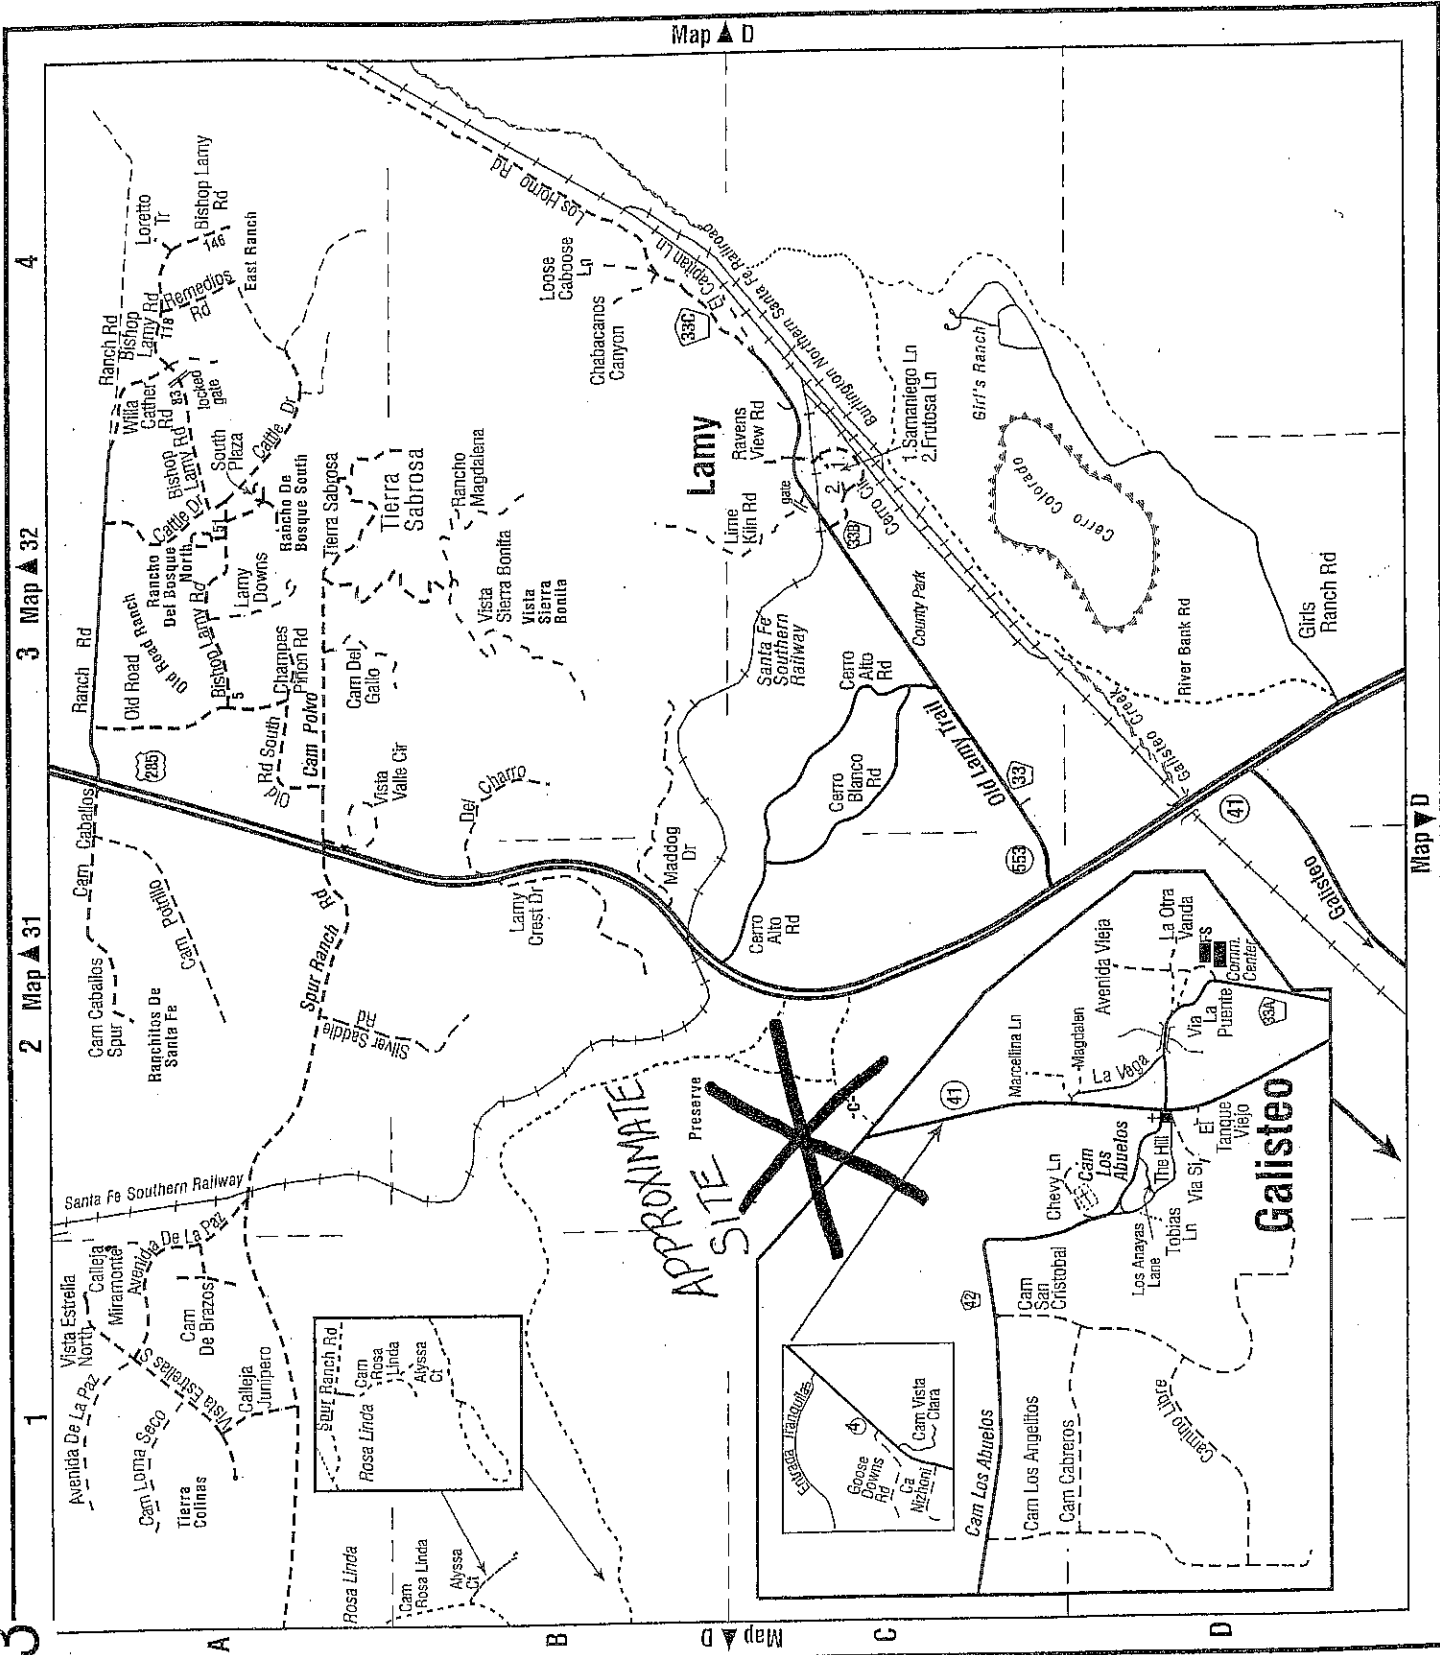 3
Map ▲ 31
Map ▲ 32
1
2
3
4
A
B
C
D
Map ▲ D
Map ▲ D
Map ▼ D
Vista Estrella
North
Calleja
Miramonte
Avenida De La Paz
Avenida De La Paz
Cam
De Brazos
Vista Estrellas St
Cam Loma Seco
Calleja
Junipero
Tierra
Colinas
Santa Fe Southern Railway
Cam Caballos
Cam Caballos
Spur
Cam Potrillo
Ranchitos De
Santa Fe
Spur Ranch Rd
Silver Saddle
Rd
285
Ranch Rd
Ranch Rd
Old Road
Old Road Ranch
Rancho
Del Bosque
North
Bishop Lamy Rd
5
51
Lamy
Downs
Champes
Piñon Rd
Old Rd South
Cam Polvo
Cam Del
Gallo
Vista
Valle Cir
Cattle Dr
Cattle Dr
Bishop
Lamy Rd
South
Plaza
Rancho De
Bosque South
Willa
Cather
Rd
83
locked
gate
Bishop
Lamy Rd
118
Remedios
Rd
Loretto
Tr
Bishop Lamy
Rd
146
East Ranch
Tierra Sabrosa
Tierra
Sabrosa
Rancho
Magdalena
Vista
Sierra Bonita
Vista
Sierra
Bonita
Del Charro
Lamy
Crest Dr
Maddog
Dr
Los Horno Rd
Loose
Caboose
Ln
Chabacanos
Canyon
33C
El Capitan Ln
Burlington Northern Santa Fe Railroad
Lamy
Ravens
View Rd
Lime
Kiln Rd
gate
1
2
33B
Cerro Cir
1.Samaniego Ln
2.Frutosa Ln
County Park
Santa Fe
Southern
Railway
Cerro
Alto
Rd
Cerro
Blanco
Rd
Cerro
Alto
Rd
Old Lamy Trail
33
553
Girl's Ranch
Cerro Colorado
Girls
Ranch Rd
River Bank Rd
Galisteo Creek
41
Galisteo
Rosa Linda
Cam
Rosa Linda
Alyssa
Ct
Spur Ranch Rd
Rosa Linda
Cam
Rosa
Linda
Alyssa
Ct
APPROXIMATE
SITE
Preserve
"C"
Entrada Tranquilas
4
Goose
Downs
Rd
Cam Vista
Clara
Ca
Nizhoni
41
42
Cam Los Abuelos
Cam Los Angelitos
Cam Cabreros
Camino Libre
Cam
San
Cristobal
Chevy Ln
Cam
Los
Abuelos
The Hill
Los Anayas
Lane
Tobias
Ln
Via Si
El
Tanque
Viejo
Marcellina Ln
Magdalen
La Vega
Avenida Vieja
La Otra
Vanda
FS
Comm.
Center
Via
La
Puente
33A
Galisteo